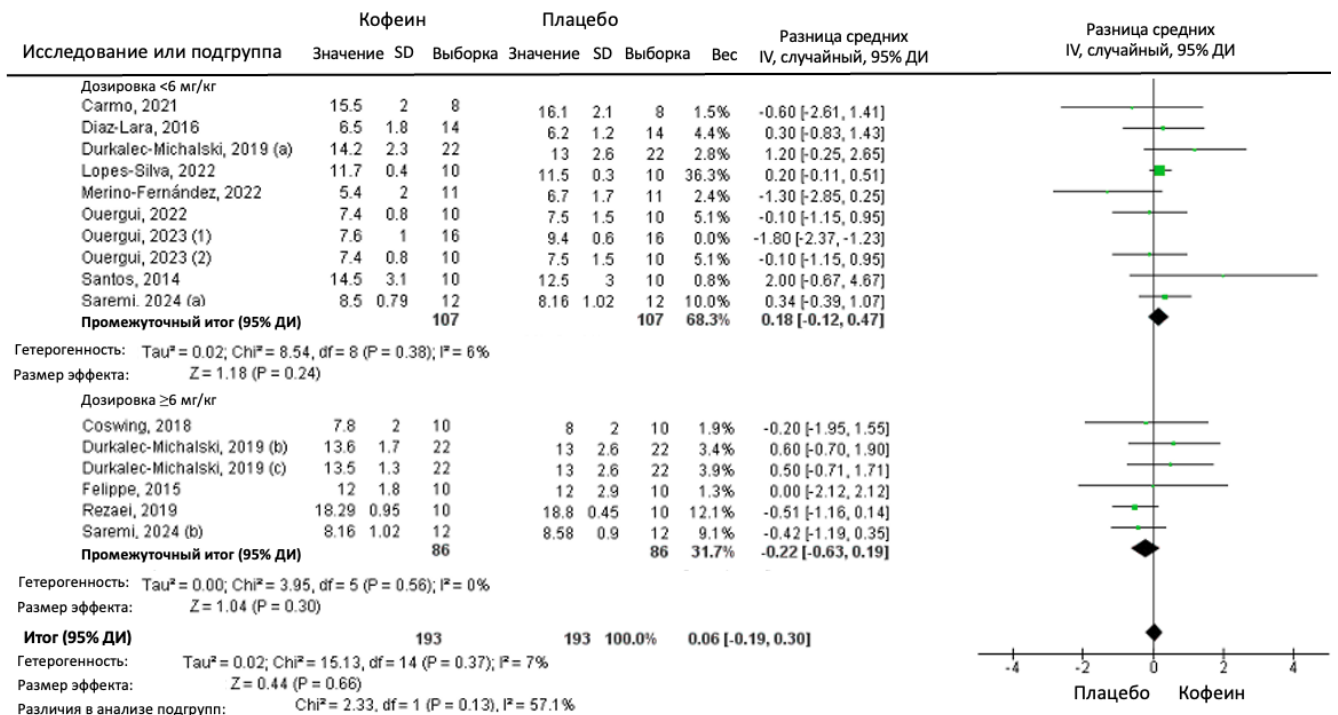 Кофеин Плацебо Разница средних Разница средних
Исследование или подгруппа Значение SD Выборка Значение SD Выборка Вес IV, случайный, 95% ДИ IV, случайный, 95% ДИ
Дозировка <6 мг/кг
Carmo, 2021 15.5 2 8 16.1 2.1 8 1.5% -0.60 [-2.61, 1.41]
Diaz-Lara, 2016 6.5 1.8 14 6.2 1.2 14 4.4% 0.30 [-0.83, 1.43]
Durkalec-Michalski, 2019 (a) 14.2 2.3 22 13 2.6 22 2.8% 1.20 [-0.25, 2.65]
Lopes-Silva, 2022 11.7 0.4 10 11.5 0.3 10 36.3% 0.20 [-0.11, 0.51]
Merino-Fernández, 2022 5.4 2 11 6.7 1.7 11 2.4% -1.30 [-2.85, 0.25]
Ouergui, 2022 7.4 0.8 10 7.5 1.5 10 5.1% -0.10 [-1.15, 0.95]
Ouergui, 2023 (1) 7.6 1 16 9.4 0.6 16 0.0% -1.80 [-2.37, -1.23]
Ouergui, 2023 (2) 7.4 0.8 10 7.5 1.5 10 5.1% -0.10 [-1.15, 0.95]
Santos, 2014 14.5 3.1 10 12.5 3 10 0.8% 2.00 [-0.67, 4.67]
Saremi, 2024 (a) 8.5 0.79 12 8.16 1.02 12 10.0% 0.34 [-0.39, 1.07]
Промежуточный итог (95% ДИ) 107 107 68.3% 0.18 [-0.12, 0.47]
Гетерогенность: Tau² = 0.02; Chi² = 8.54, df = 8 (P = 0.38); I² = 6%
Размер эффекта: Z = 1.18 (P = 0.24)
Дозировка ≥6 мг/кг
Coswing, 2018 7.8 2 10 8 2 10 1.9% -0.20 [-1.95, 1.55]
Durkalec-Michalski, 2019 (b) 13.6 1.7 22 13 2.6 22 3.4% 0.60 [-0.70, 1.90]
Durkalec-Michalski, 2019 (c) 13.5 1.3 22 13 2.6 22 3.9% 0.50 [-0.71, 1.71]
Felippe, 2015 12 1.8 10 12 2.9 10 1.3% 0.00 [-2.12, 2.12]
Rezaei, 2019 18.29 0.95 10 18.8 0.45 10 12.1% -0.51 [-1.16, 0.14]
Saremi, 2024 (b) 8.16 1.02 12 8.58 0.9 12 9.1% -0.42 [-1.19, 0.35]
Промежуточный итог (95% ДИ) 86 86 31.7% -0.22 [-0.63, 0.19]
Гетерогенность: Tau² = 0.00; Chi² = 3.95, df = 5 (P = 0.56); I² = 0%
Размер эффекта: Z = 1.04 (P = 0.30)
Итог (95% ДИ) 193 193 100.0% 0.06 [-0.19, 0.30]
Гетерогенность: Tau² = 0.02; Chi² = 15.13, df = 14 (P = 0.37); I² = 7%
Размер эффекта: Z = 0.44 (P = 0.66)
Различия в анализе подгрупп: Chi² = 2.33, df = 1 (P = 0.13), I² = 57.1%
-4 -2 0 2 4
Плацебо Кофеин